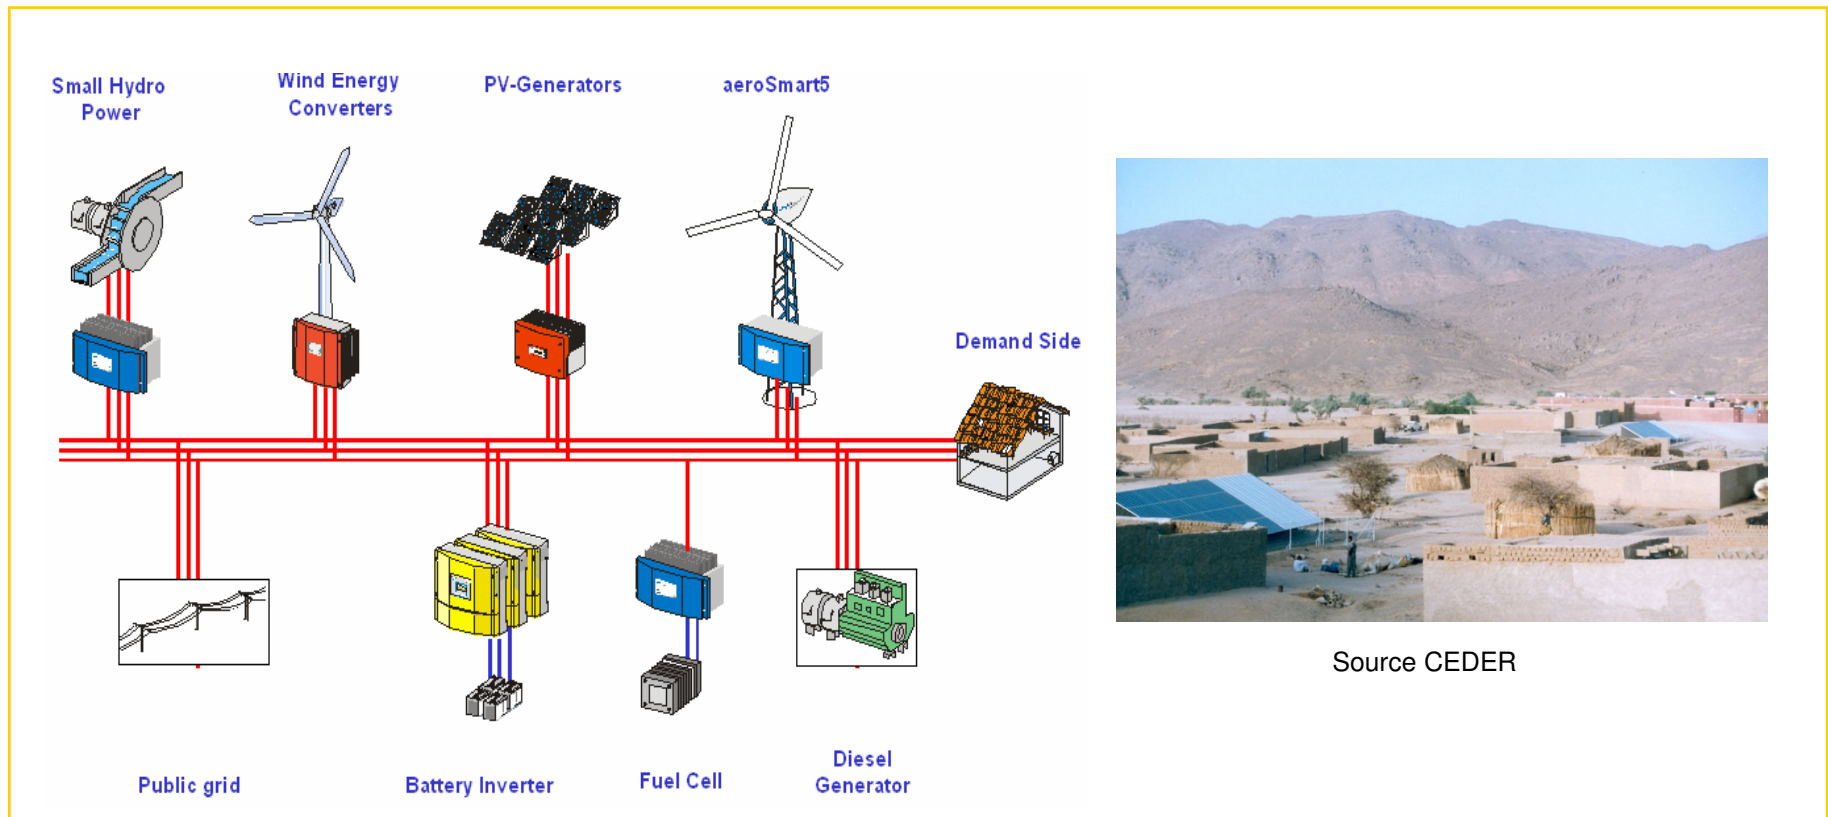 Small Hydro
Power
Wind Energy
Converters
PV-Generators
aeroSmart5
Demand Side
Source CEDER
Public grid
Battery Inverter
Fuel Cell
Diesel
Generator